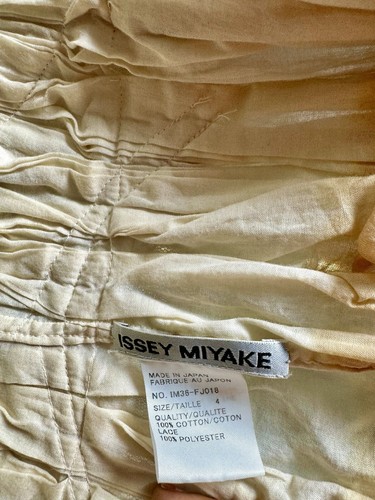 ISSEY MIYAKE
MADE IN JAPAN
FABRIQUE AU JAPON
NO. IM36-FJ018
SIZE/TAILLE 4
QUALITY/QUALITE
100% COTTON/COTON
LACE
100% POLYESTER